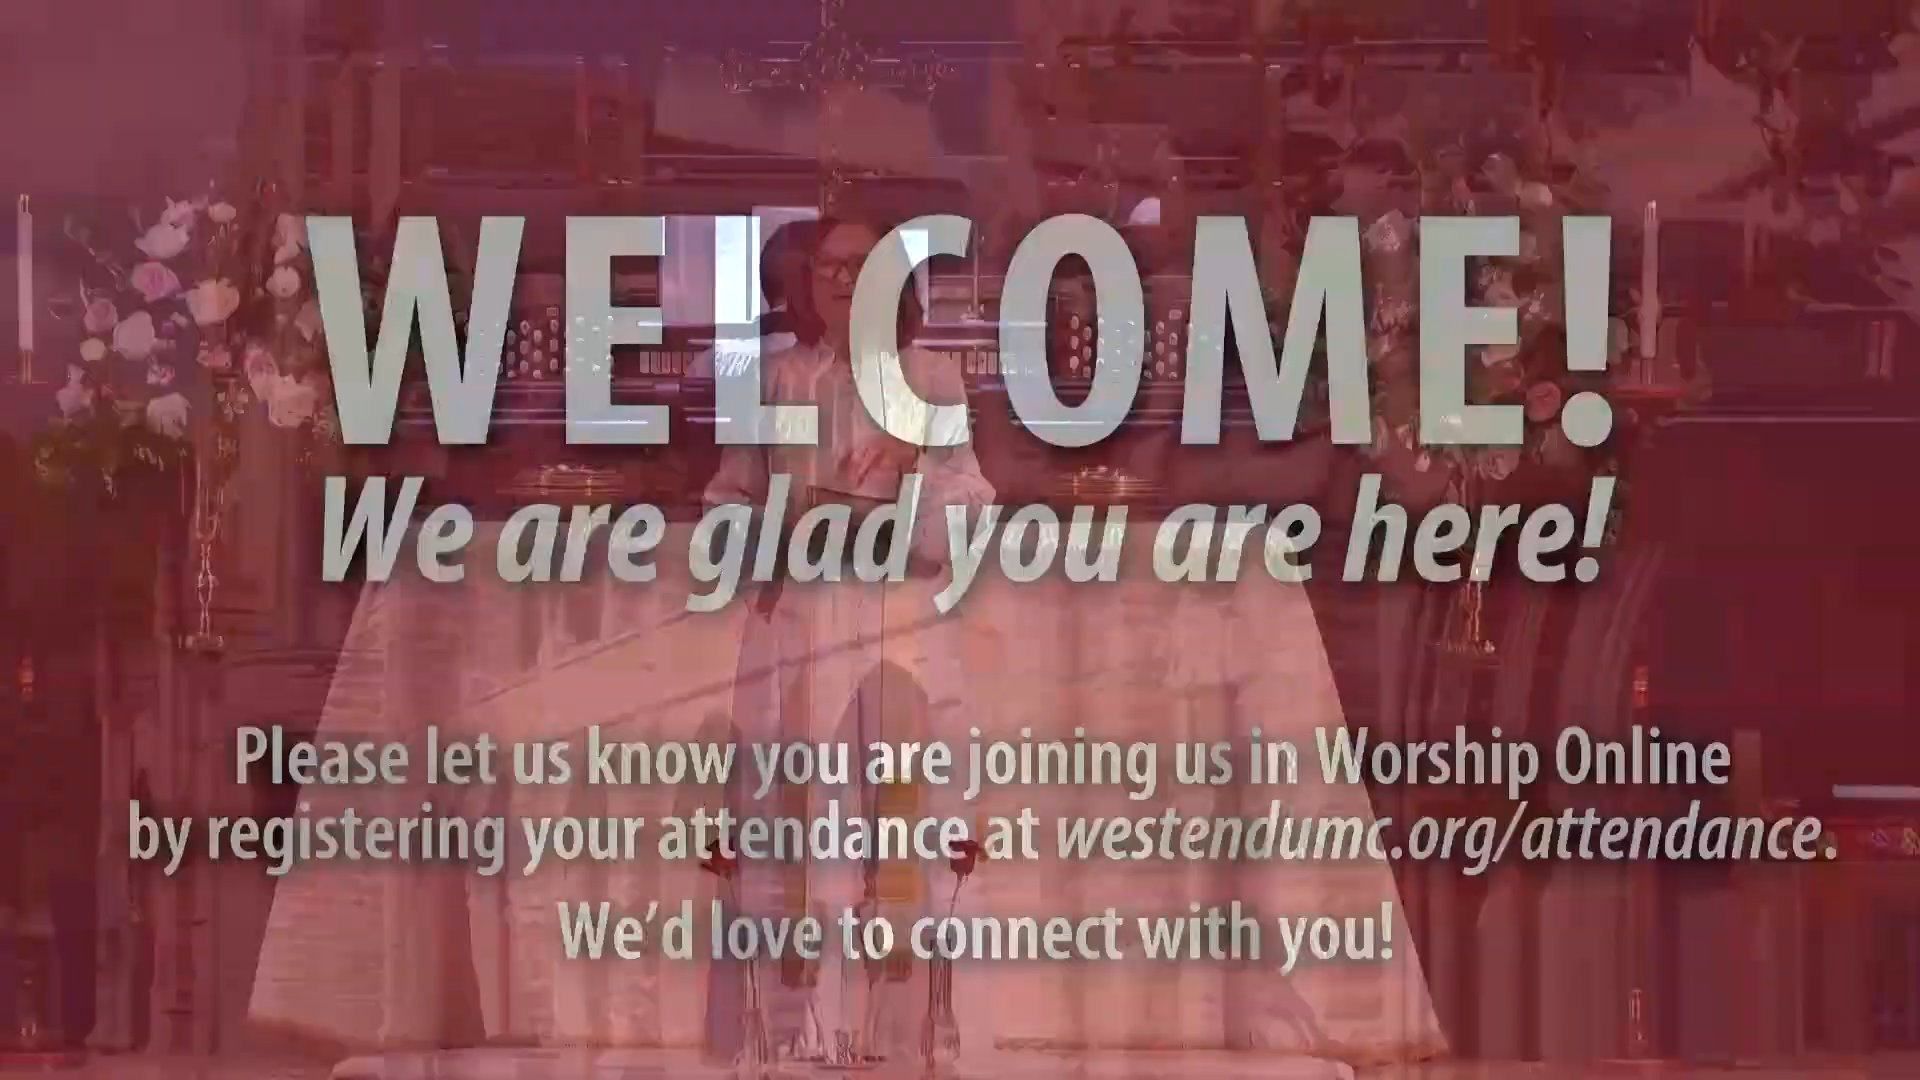 WELCOME!
We are glad you are here!
Please let us know you are joining us in Worship Online
by registering your attendance at westendumc.org/attendance.
We'd love to connect with you!